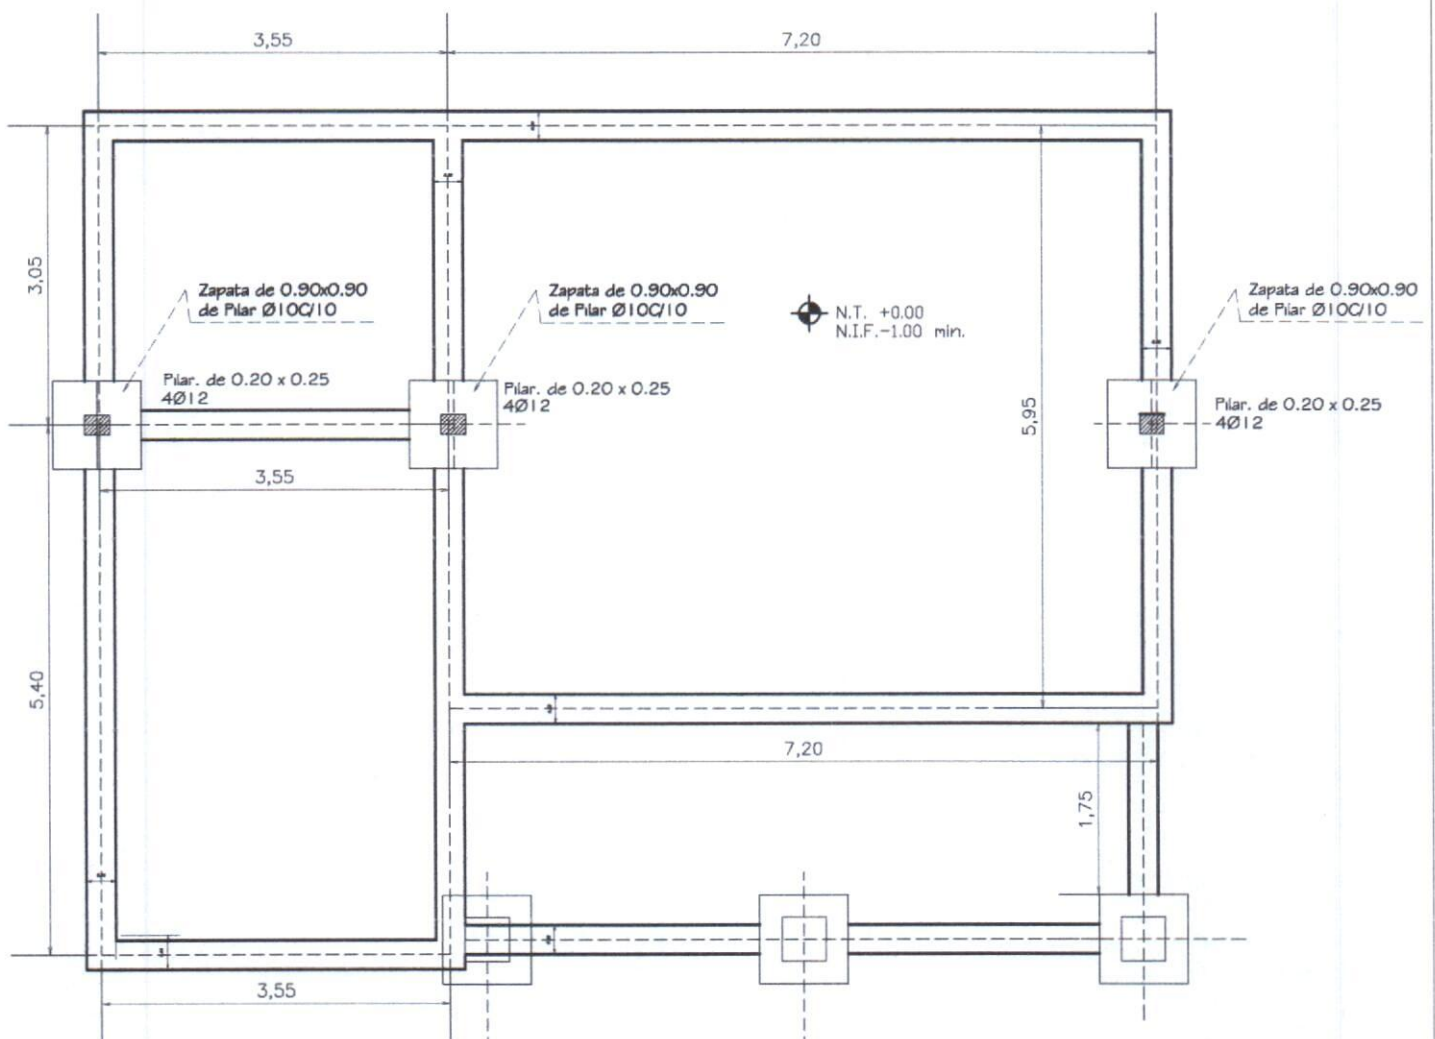 3,55
7,20
3,05
Zapata de 0.90x0.90
de Pilar Ø10C/10
Zapata de 0.90x0.90
de Pilar Ø10C/10
N.T. +0.00
N.I.F.-1.00 min.
Zapata de 0.90x0.90
de Pilar Ø10C/10
Pilar. de 0.20 x 0.25
4Ø12
Pilar. de 0.20 x 0.25
4Ø12
5,95
Pilar. de 0.20 x 0.25
4Ø12
3,55
5,40
7,20
1,75
3,55